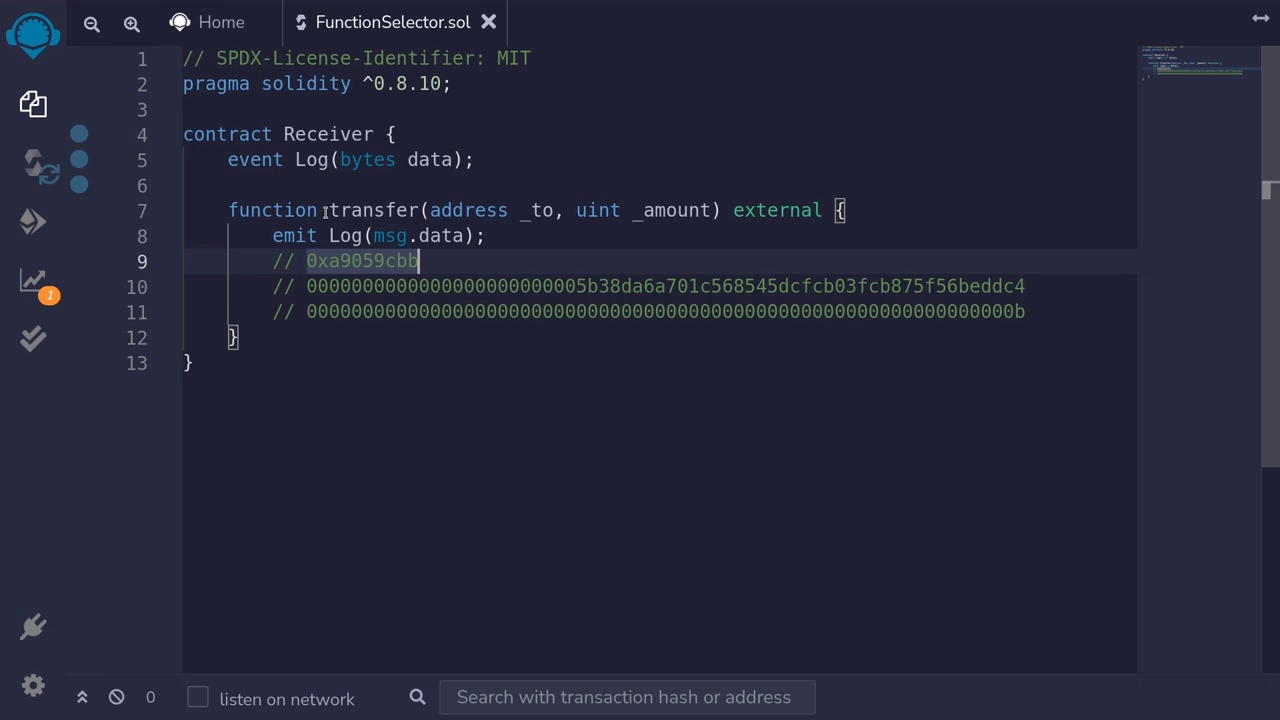 Home
FunctionSelector.sol
1 // SPDX-License-Identifier: MIT
2 pragma solidity ^0.8.10;
3
4 contract Receiver {
5 event Log(bytes data);
6
7 function transfer(address _to, uint _amount) external {
8 emit Log(msg.data);
9 // 0xa9059cbb
10 // 0000000000000000000000005b38da6a701c568545dcfcb03fcb875f56beddc4
11 // 000000000000000000000000000000000000000000000000000000000000000b
12 }
13 }
1
0
listen on network
Search with transaction hash or address